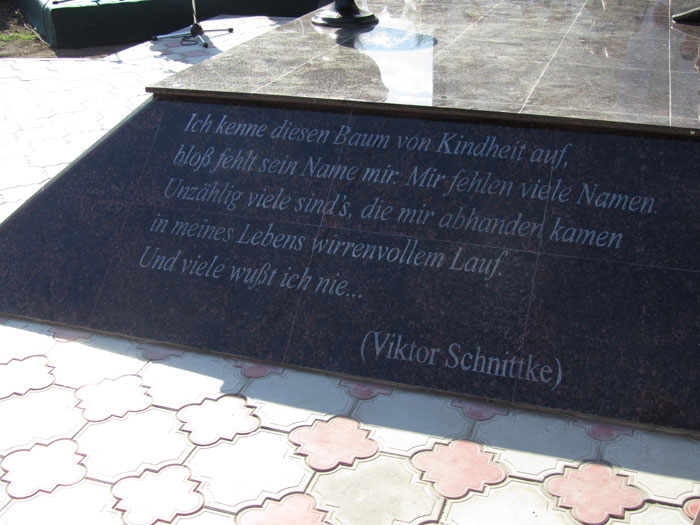 Ich kenne diesen Baum von Kindheit auf,
bloß fehlt sein Name mir. Mir fehlen viele Namen.
Unzählig viele sind's, die mir abhanden kamen
in meines Lebens wirrenvollem Lauf.
Und viele wußt ich nie...
(Viktor Schnittke)